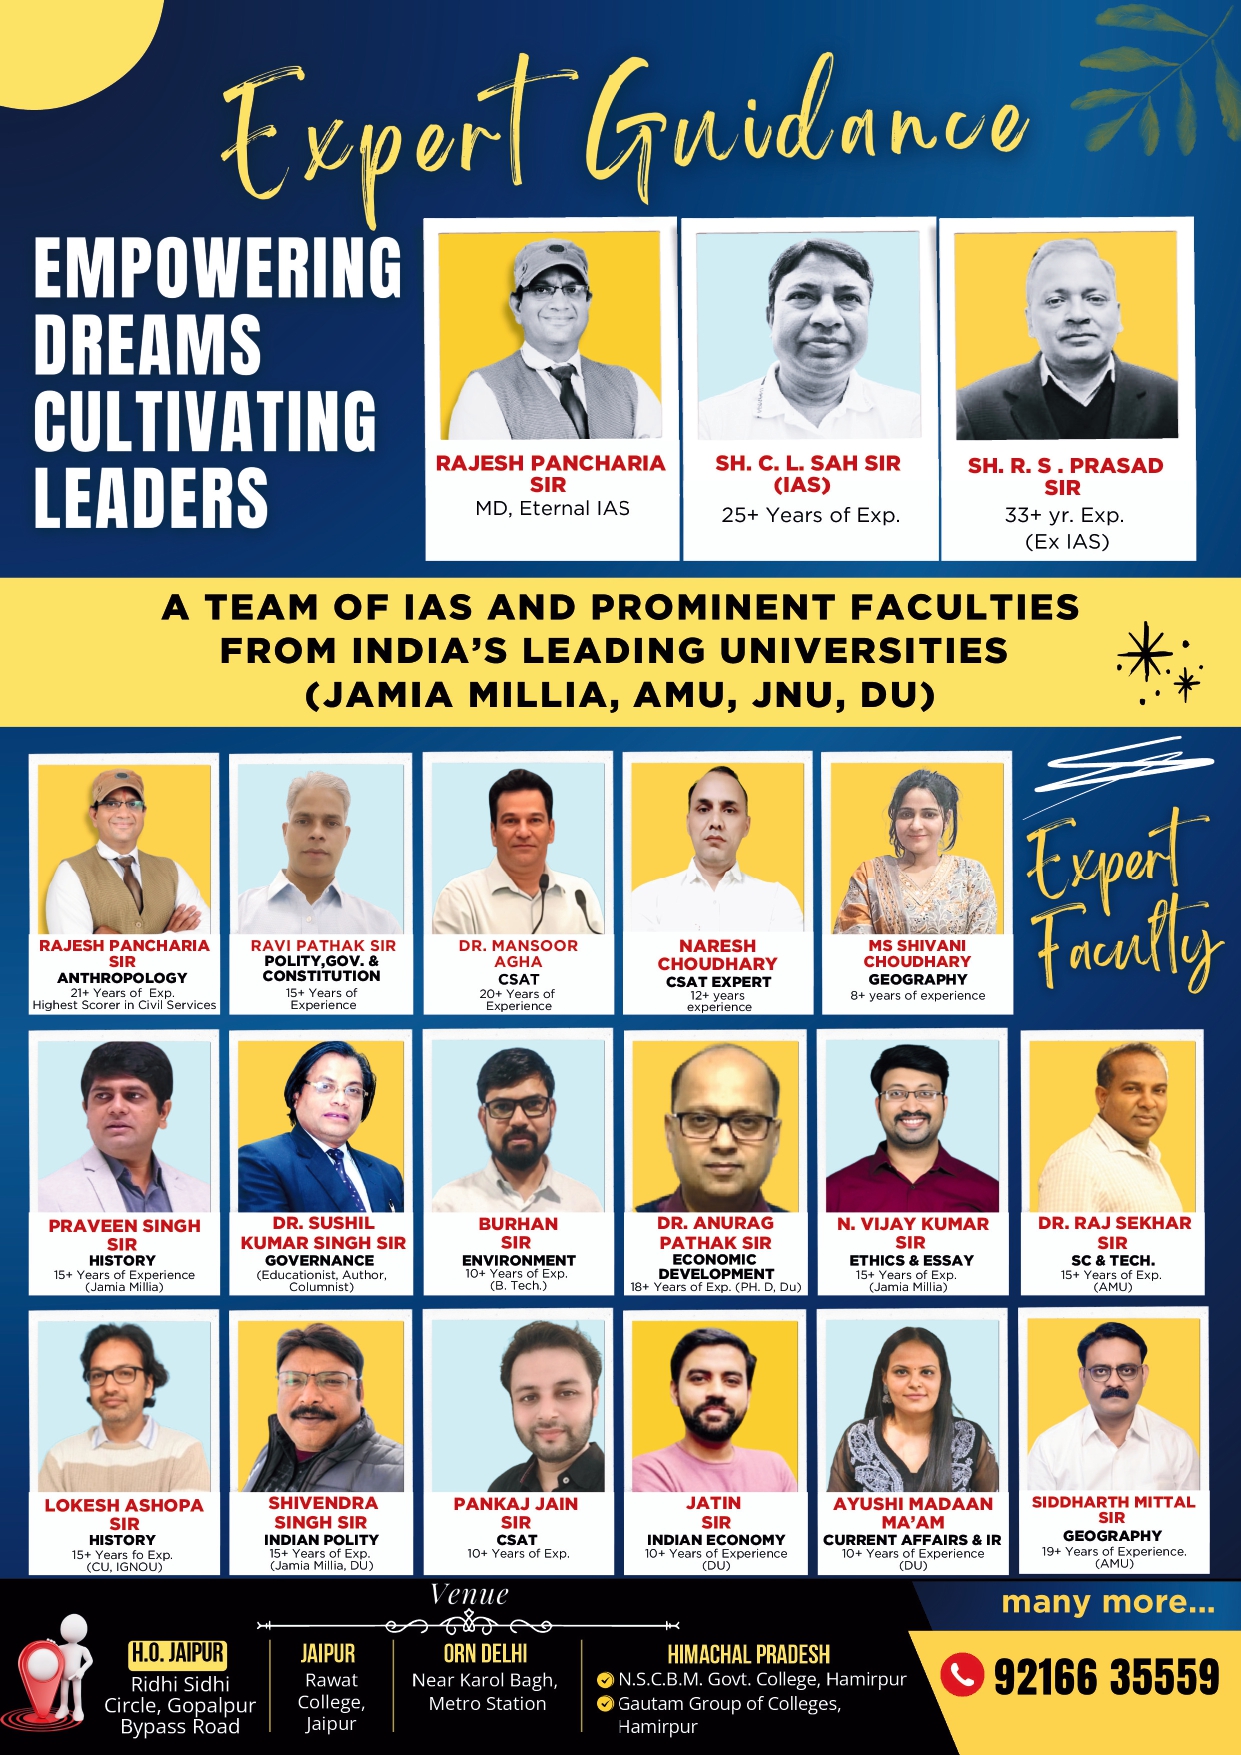 Expert Guidance
EMPOWERING
DREAMS
CULTIVATING
LEADERS
RAJESH PANCHARIA
SIR
MD, Eternal IAS
SH. C. L. SAH SIR
(IAS)
25+ Years of Exp.
SH. R. S . PRASAD
SIR
33+ yr. Exp.
(Ex IAS)
A TEAM OF IAS AND PROMINENT FACULTIES
FROM INDIA'S LEADING UNIVERSITIES
(JAMIA MILLIA, AMU, JNU, DU)
Expert
Faculty
RAJESH PANCHARIA
SIR
ANTHROPOLOGY
21+ Years of Exp.
Highest Scorer in Civil Services
RAVI PATHAK SIR
POLITY,GOV. &
CONSTITUTION
15+ Years of
Experience
DR. MANSOOR
AGHA
CSAT
20+ Years of
Experience
NARESH
CHOUDHARY
CSAT EXPERT
12+ years
experience
MS SHIVANI
CHOUDHARY
GEOGRAPHY
8+ years of experience
PRAVEEN SINGH
SIR
HISTORY
15+ Years of Experience
(Jamia Millia)
DR. SUSHIL
KUMAR SINGH SIR
GOVERNANCE
(Educationist, Author,
Columnist)
BURHAN
SIR
ENVIRONMENT
10+ Years of Exp.
(B. Tech.)
DR. ANURAG
PATHAK SIR
ECONOMIC
DEVELOPMENT
18+ Years of Exp. (PH. D, Du)
N. VIJAY KUMAR
SIR
ETHICS & ESSAY
15+ Years of Exp.
(Jamia Millia)
DR. RAJ SEKHAR
SIR
SC & TECH.
15+ Years of Exp.
(AMU)
LOKESH ASHOPA
SIR
HISTORY
15+ Years fo Exp.
(CU, IGNOU)
SHIVENDRA
SINGH SIR
INDIAN POLITY
15+ Years of Exp.
(Jamia Millia, DU)
PANKAJ JAIN
SIR
CSAT
10+ Years of Exp.
JATIN
SIR
INDIAN ECONOMY
10+ Years of Experience
(DU)
AYUSHI MADAAN
MA'AM
CURRENT AFFAIRS & IR
10+ Years of Experience
(DU)
SIDDHARTH MITTAL
SIR
GEOGRAPHY
19+ Years of Experience.
(AMU)
many more...
Venue
H.O. JAIPUR
Ridhi Sidhi
Circle, Gopalpur
Bypass Road
JAIPUR
Rawat
College,
Jaipur
ORN DELHI
Near Karol Bagh,
Metro Station
HIMACHAL PRADESH
N.S.C.B.M. Govt. College, Hamirpur
Gautam Group of Colleges,
Hamirpur
92166 35559